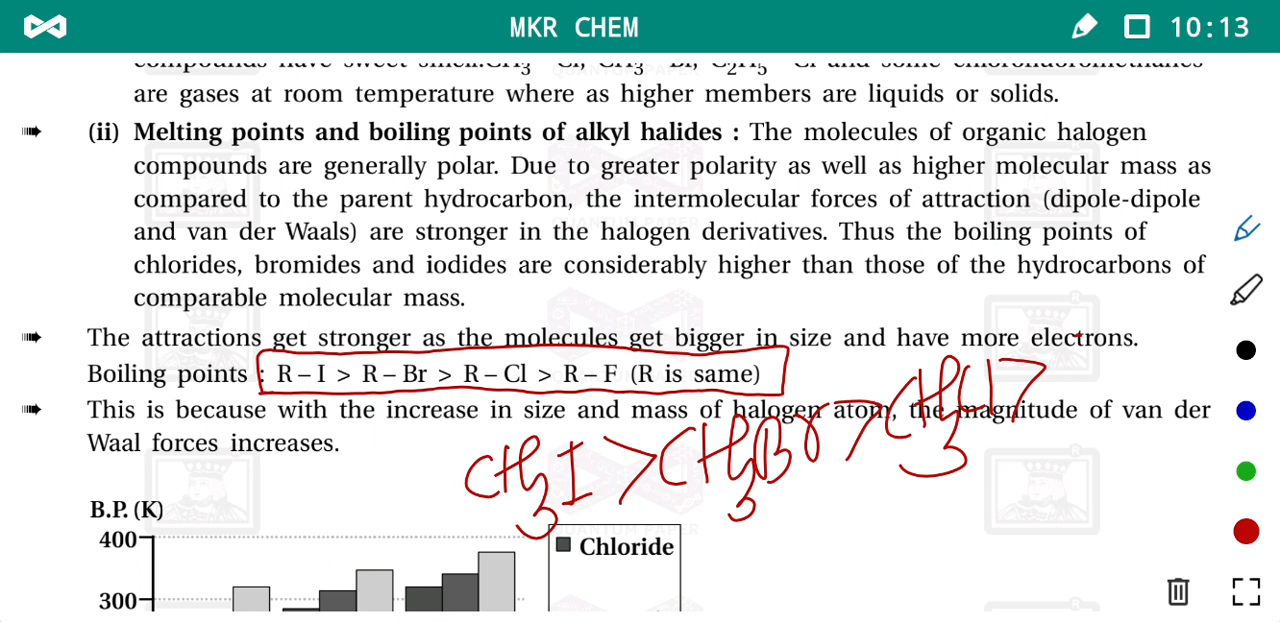 MKR CHEM 10:13
are gases at room temperature where as higher members are liquids or solids.
(ii) Melting points and boiling points of alkyl halides : The molecules of organic halogen
compounds are generally polar. Due to greater polarity as well as higher molecular mass as
compared to the parent hydrocarbon, the intermolecular forces of attraction (dipole-dipole
and van der Waals) are stronger in the halogen derivatives. Thus the boiling points of
chlorides, bromides and iodides are considerably higher than those of the hydrocarbons of
comparable molecular mass.
The attractions get stronger as the molecules get bigger in size and have more electrons.
Boiling points : R – I > R – Br > R – Cl > R – F (R is same)
This is because with the increase in size and mass of halogen atom, the magnitude of van der
Waal forces increases.
CH3I > CH3Br > CH3Cl >
B.P. (K)
400
Chloride
300